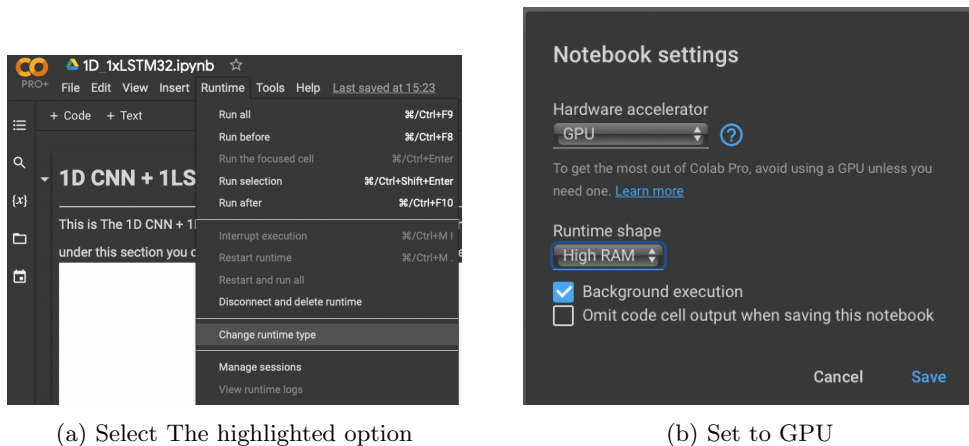 1D_1xLSTM32.ipynb
PRO+
File Edit View Insert Runtime Tools Help Last saved at 15:23
+ Code + Text
Run all ⌘/Ctrl+F9
Run before ⌘/Ctrl+F8
Run the focused cell ⌘/Ctrl+Enter
Run selection ⌘/Ctrl+Shift+Enter
Run after ⌘/Ctrl+F10
Interrupt execution ⌘/Ctrl+M I
Restart runtime ⌘/Ctrl+M .
Restart and run all
Disconnect and delete runtime
Change runtime type
Manage sessions
View runtime logs
{x}
1D CNN + 1LS
This is The 1D CNN + 1
under this section you c
(a) Select The highlighted option
Notebook settings
Hardware accelerator
GPU
?
To get the most out of Colab Pro, avoid using a GPU unless you
need one. Learn more
Runtime shape
High RAM
Background execution
Omit code cell output when saving this notebook
Cancel Save
(b) Set to GPU